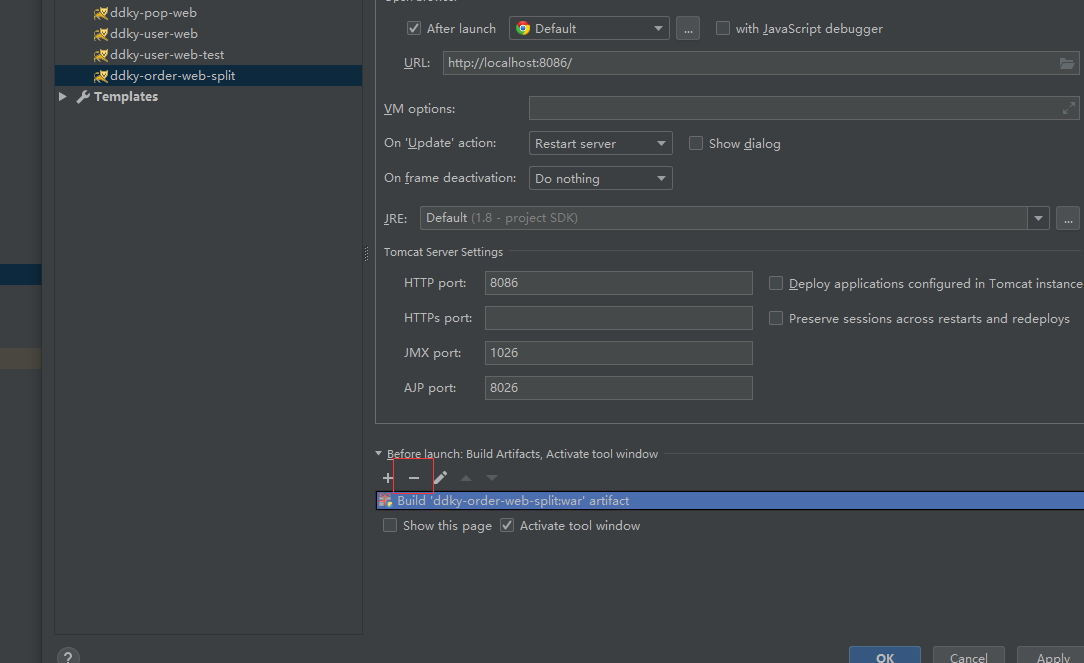 ddky-pop-web
ddky-user-web
ddky-user-web-test
ddky-order-web-split
Templates
After launch
Default
...
with JavaScript debugger
URL:
http://localhost:8086/
VM options:
On 'Update' action:
Restart server
Show dialog
On frame deactivation:
Do nothing
JRE:
Default (1.8 - project SDK)
...
Tomcat Server Settings
HTTP port:
8086
Deploy applications configured in Tomcat instance
HTTPs port:
Preserve sessions across restarts and redeploys
JMX port:
1026
AJP port:
8026
Before launch: Build Artifacts, Activate tool window
Build 'ddky-order-web-split:war' artifact
Show this page
Activate tool window
?
OK
Cancel
Apply